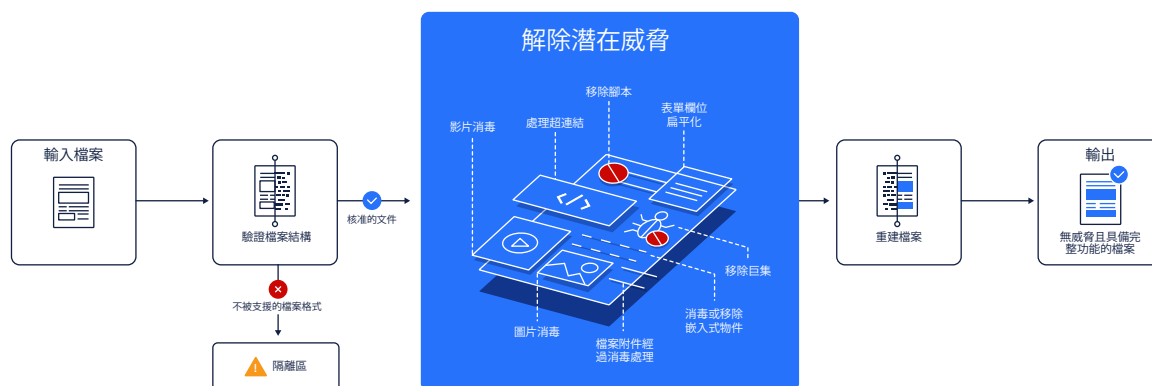 解除潛在威脅
移除腳本
表單欄位
扁平化
處理超連結
影片消毒
</>
移除巨集
消毒或移除
嵌入式物件
圖片消毒
檔案附件經
過消毒處理
輸入檔案
驗證檔案結構
核准的文件
不被支援的檔案格式
隔離區
重建檔案
輸出
無威脅且具備完
整功能的檔案